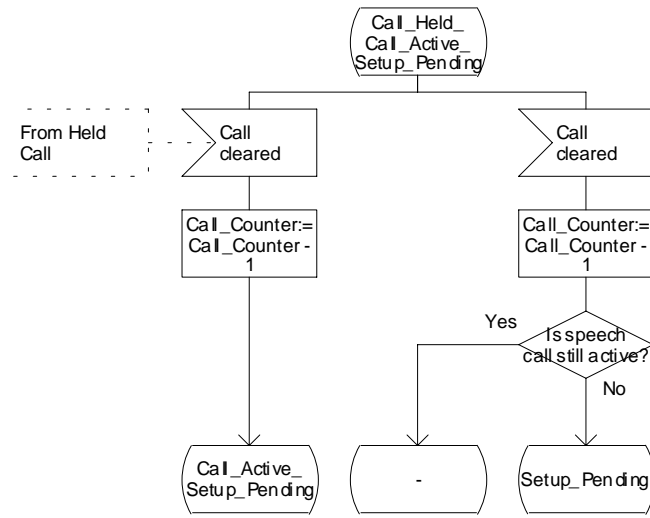 Call_Held_
Call_Active_
Setup_Pending
From Held
Call
Call
cleared
Call
cleared
Call_Counter:=
Call_Counter -
1
Call_Counter:=
Call_Counter -
1
Yes
Is speech
call still active?
No
Call_Active_
Setup_Pending
-
Setup_Pending